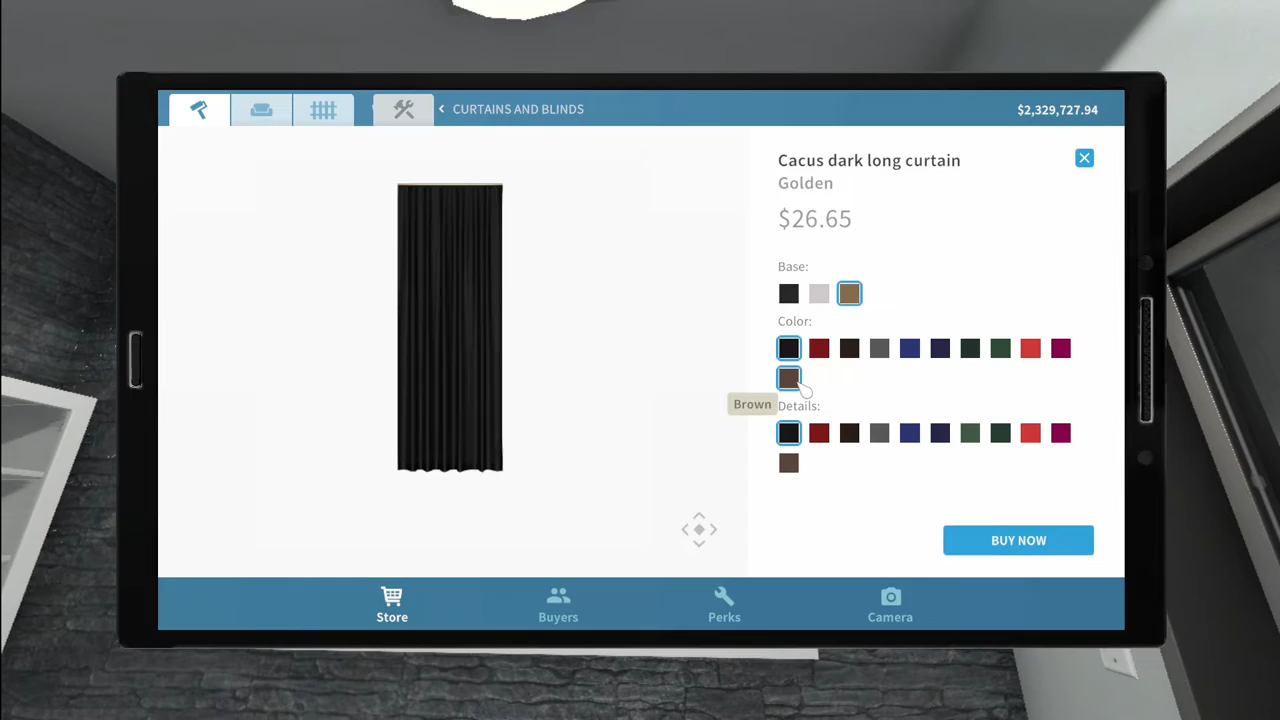 CURTAINS AND BLINDS
$2,329,727.94
Cacus dark long curtain
Golden
$26.65
Base:
Color:
Brown
Details:
BUY NOW
Store
Buyers
Perks
Camera